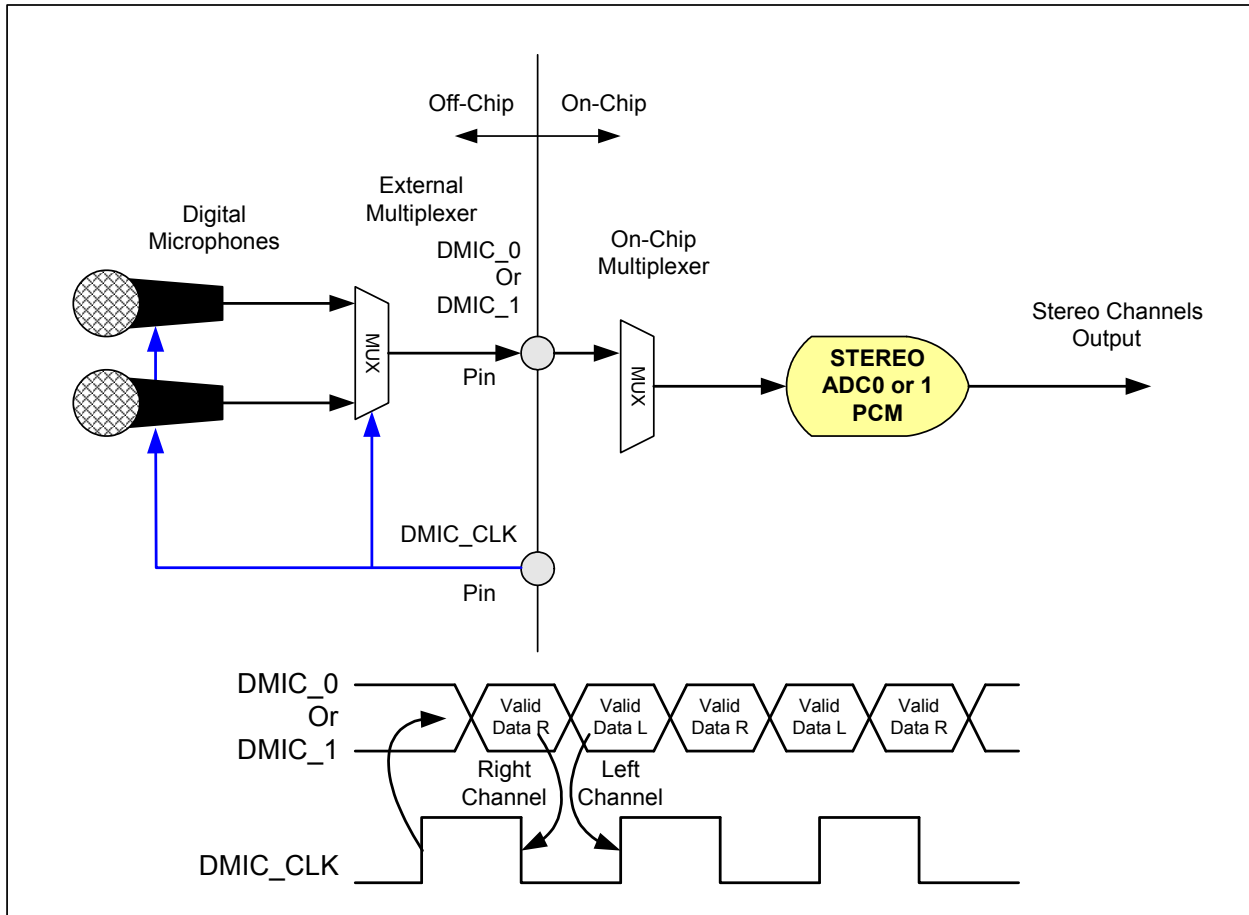 Off-Chip
On-Chip
External
Multiplexer
Digital
Microphones
DMIC_0
Or
DMIC_1
On-Chip
Multiplexer
MUX
Pin
MUX
STEREO
ADC0 or 1
PCM
Stereo Channels
Output
DMIC_CLK
Pin
DMIC_0
Or
DMIC_1
Valid
Data R
Valid
Data L
Valid
Data R
Valid
Data L
Valid
Data R
Right
Channel
Left
Channel
DMIC_CLK